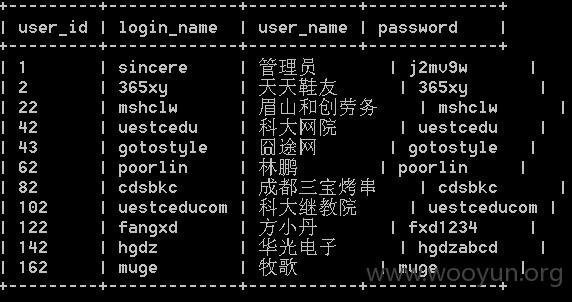 user_id | login_name | user_name | password
1 | sincere | 管理员 | j2mv9w
2 | 365xy | 天天鞋友 | 365xy
22 | mshclw | 眉山和创劳务 | mshclw
42 | uestcedu | 科大网院 | uestcedu
43 | gotostyle | 囧途网 | gotostyle
62 | poorlin | 林鹏 | poorlin
82 | cdsbkc | 成都三宝烤串 | cdsbkc
102 | uestceducom | 科大继教院 | uestceducom
122 | fangxd | 方小丹 | fxd1234
142 | hgdz | 华光电子 | hgdzabcd
162 | muge | 牧歌 | muge
www.wooyun.org